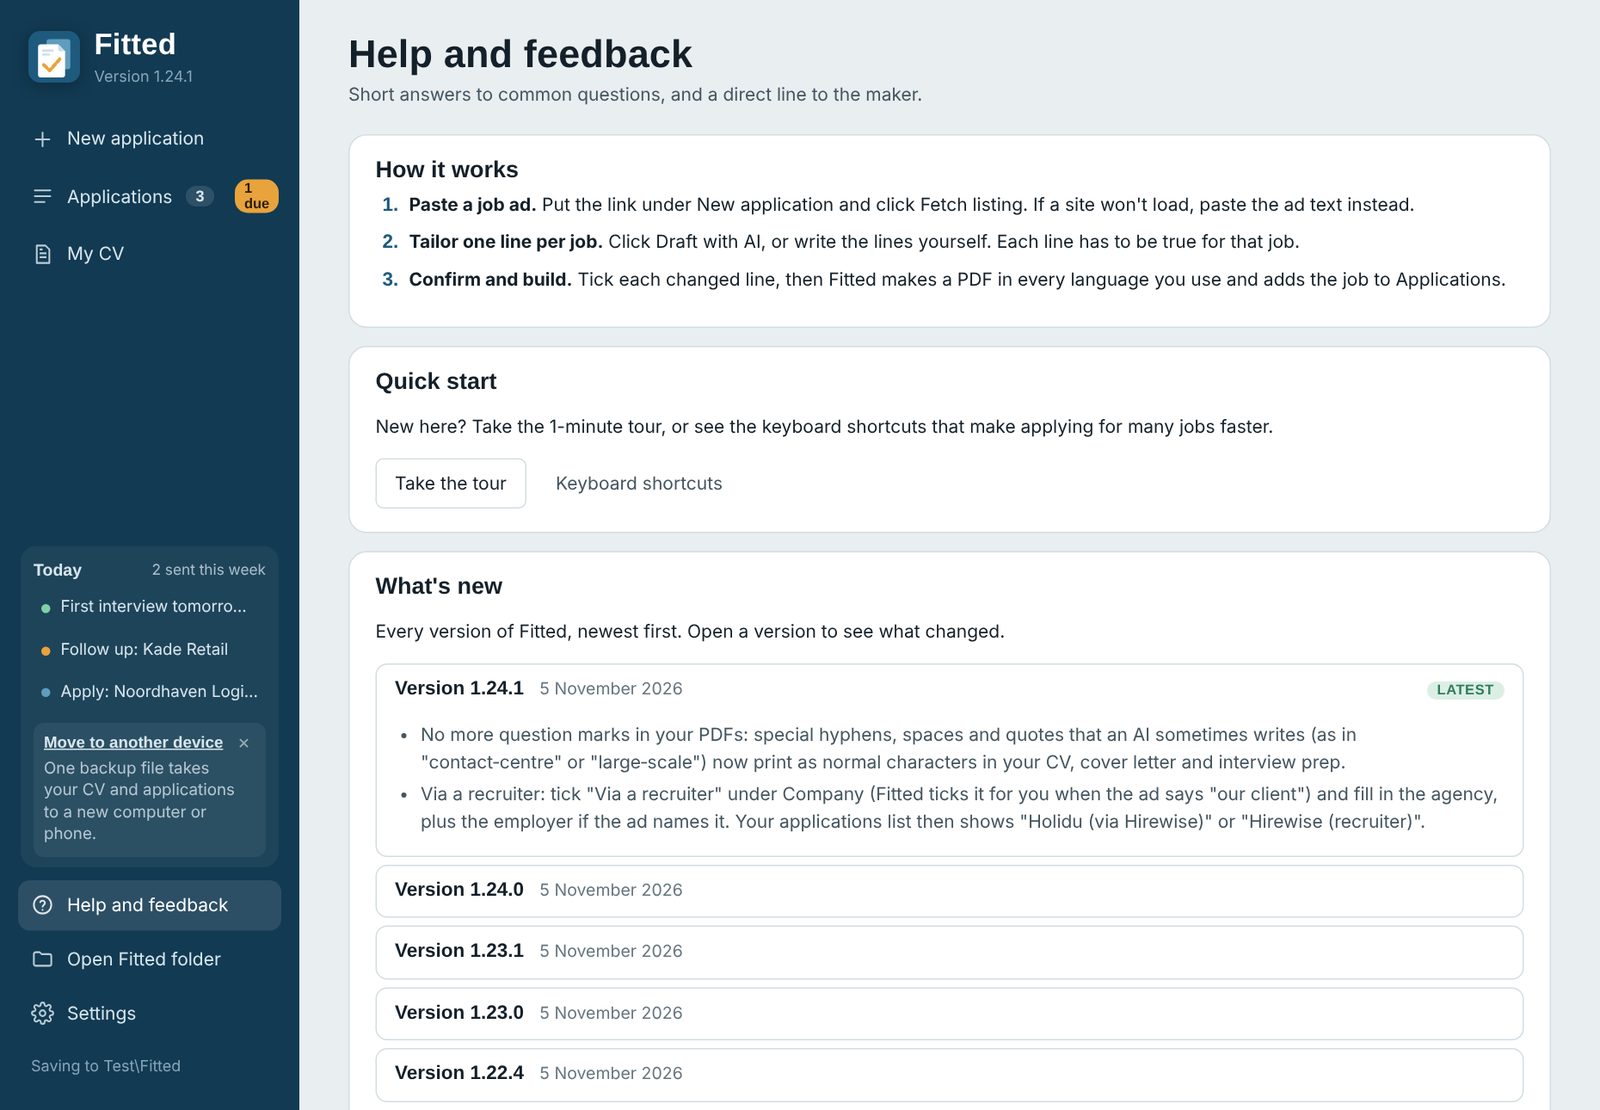 Fitted
Version 1.24.1
New application
Applications 3 1 due
My CV
Today 2 sent this week
First interview tomorro...
Follow up: Kade Retail
Apply: Noordhaven Logi...
Move to another device ×
One backup file takes
your CV and applications
to a new computer or
phone.
Help and feedback
Open Fitted folder
Settings
Saving to Test\Fitted
Help and feedback
Short answers to common questions, and a direct line to the maker.
How it works
1. Paste a job ad. Put the link under New application and click Fetch listing. If a site won't load, paste the ad text instead.
2. Tailor one line per job. Click Draft with AI, or write the lines yourself. Each line has to be true for that job.
3. Confirm and build. Tick each changed line, then Fitted makes a PDF in every language you use and adds the job to Applications.
Quick start
New here? Take the 1-minute tour, or see the keyboard shortcuts that make applying for many jobs faster.
Take the tour Keyboard shortcuts
What's new
Every version of Fitted, newest first. Open a version to see what changed.
Version 1.24.1 5 November 2026 LATEST
• No more question marks in your PDFs: special hyphens, spaces and quotes that an AI sometimes writes (as in
"contact-centre" or "large-scale") now print as normal characters in your CV, cover letter and interview prep.
• Via a recruiter: tick "Via a recruiter" under Company (Fitted ticks it for you when the ad says "our client") and fill in the agency,
plus the employer if the ad names it. Your applications list then shows "Holidu (via Hirewise)" or "Hirewise (recruiter)".
Version 1.24.0 5 November 2026
Version 1.23.1 5 November 2026
Version 1.23.0 5 November 2026
Version 1.22.4 5 November 2026